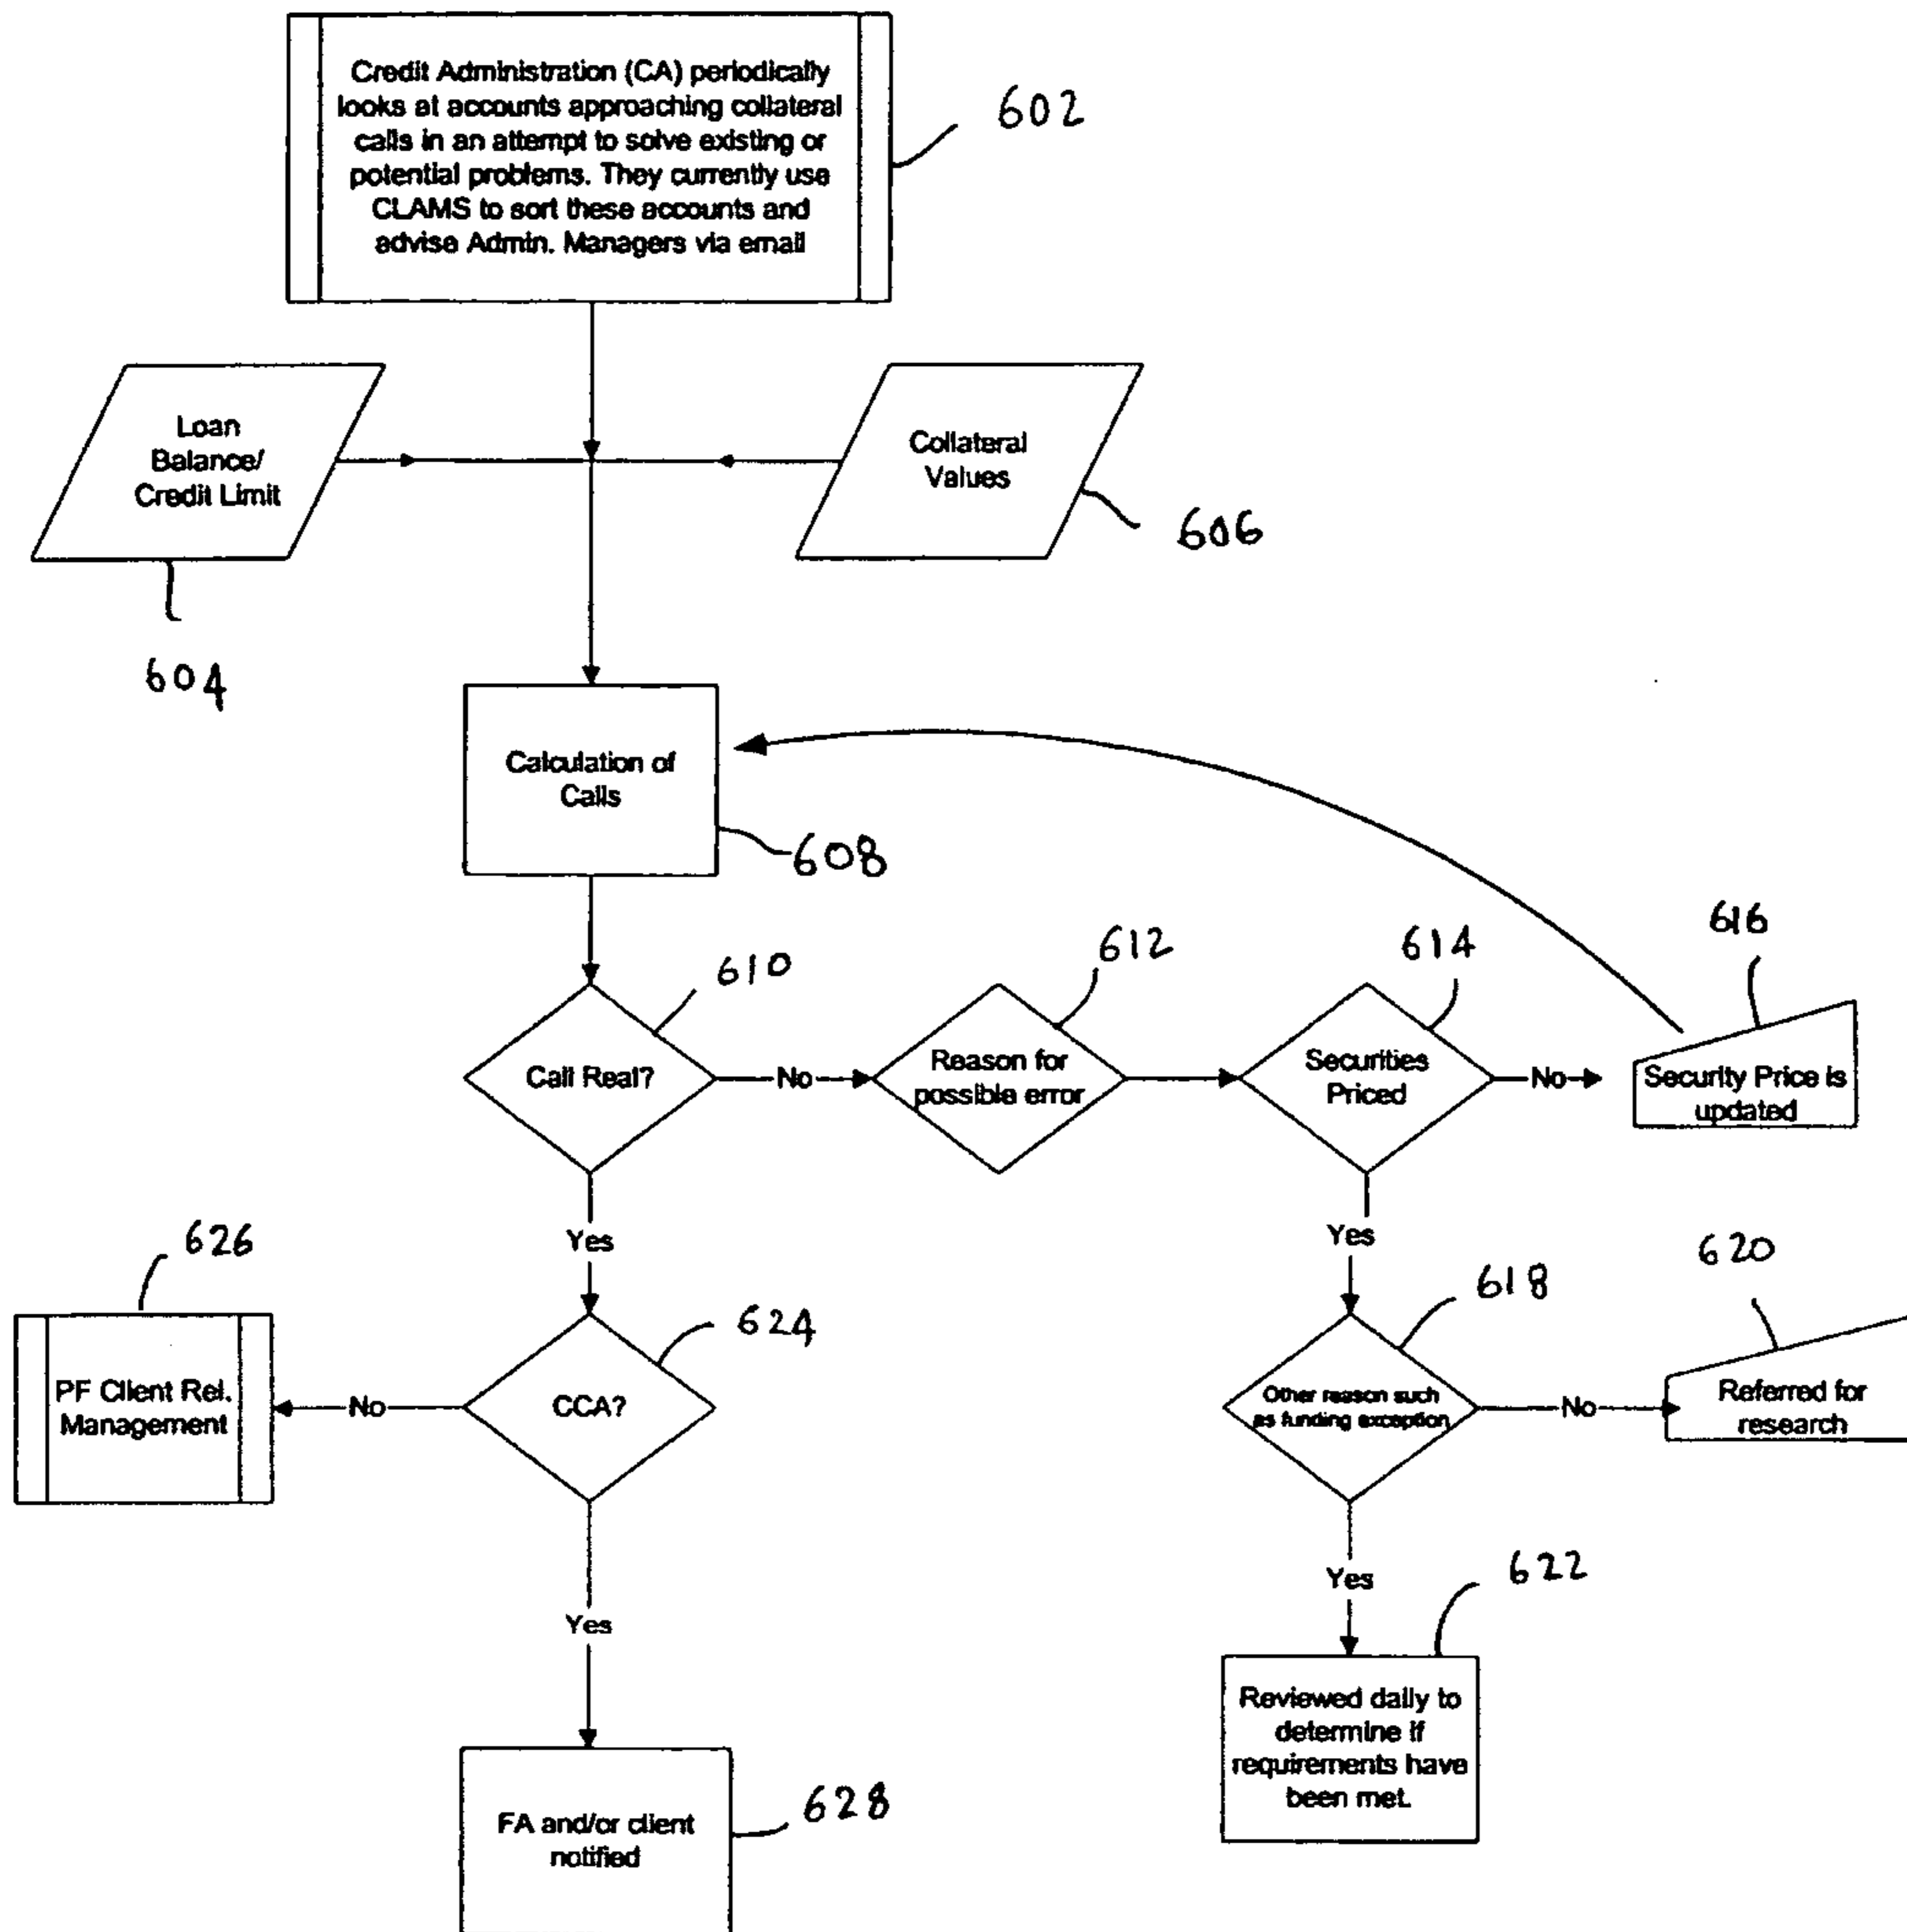 Credit Administration (CA) periodically
looks at accounts approaching collateral
calls in an attempt to solve existing or
potential problems. They currently use
CLAMS to sort these accounts and
advise Admin. Managers via email
602
Loan
Balance/
Credit Limit
604
Collateral
Values
606
Calculation of
Calls
608
Call Real?
610
No
Reason for
possible error
612
Securities
Priced
614
No
Security Price is
updated
616
Yes
Yes
PF Client Rel.
Management
626
No
CCA?
624
Other reason such
as funding exception
618
No
Referred for
research
620
Yes
Yes
FA and/or client
notified
628
Reviewed daily to
determine if
requirements have
been met.
622